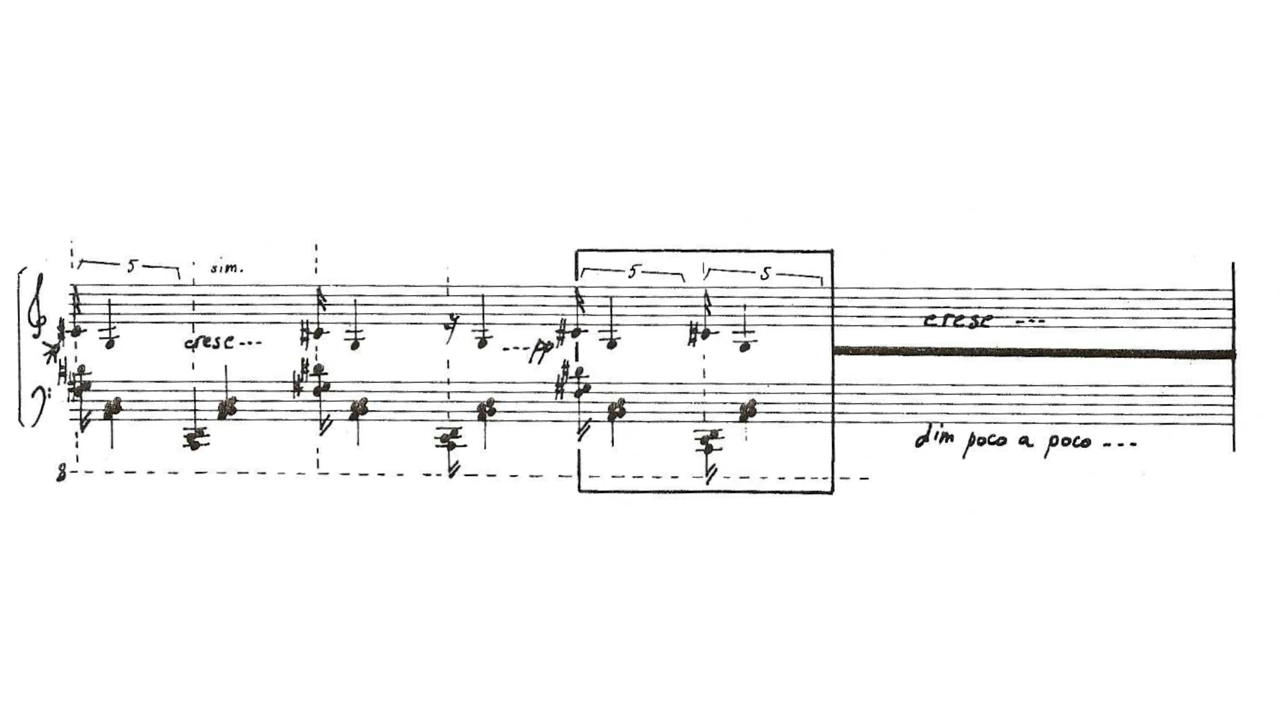 5 sim. 5 5
cresc---
----pp
cresc ---
dim poco a poco ---
8